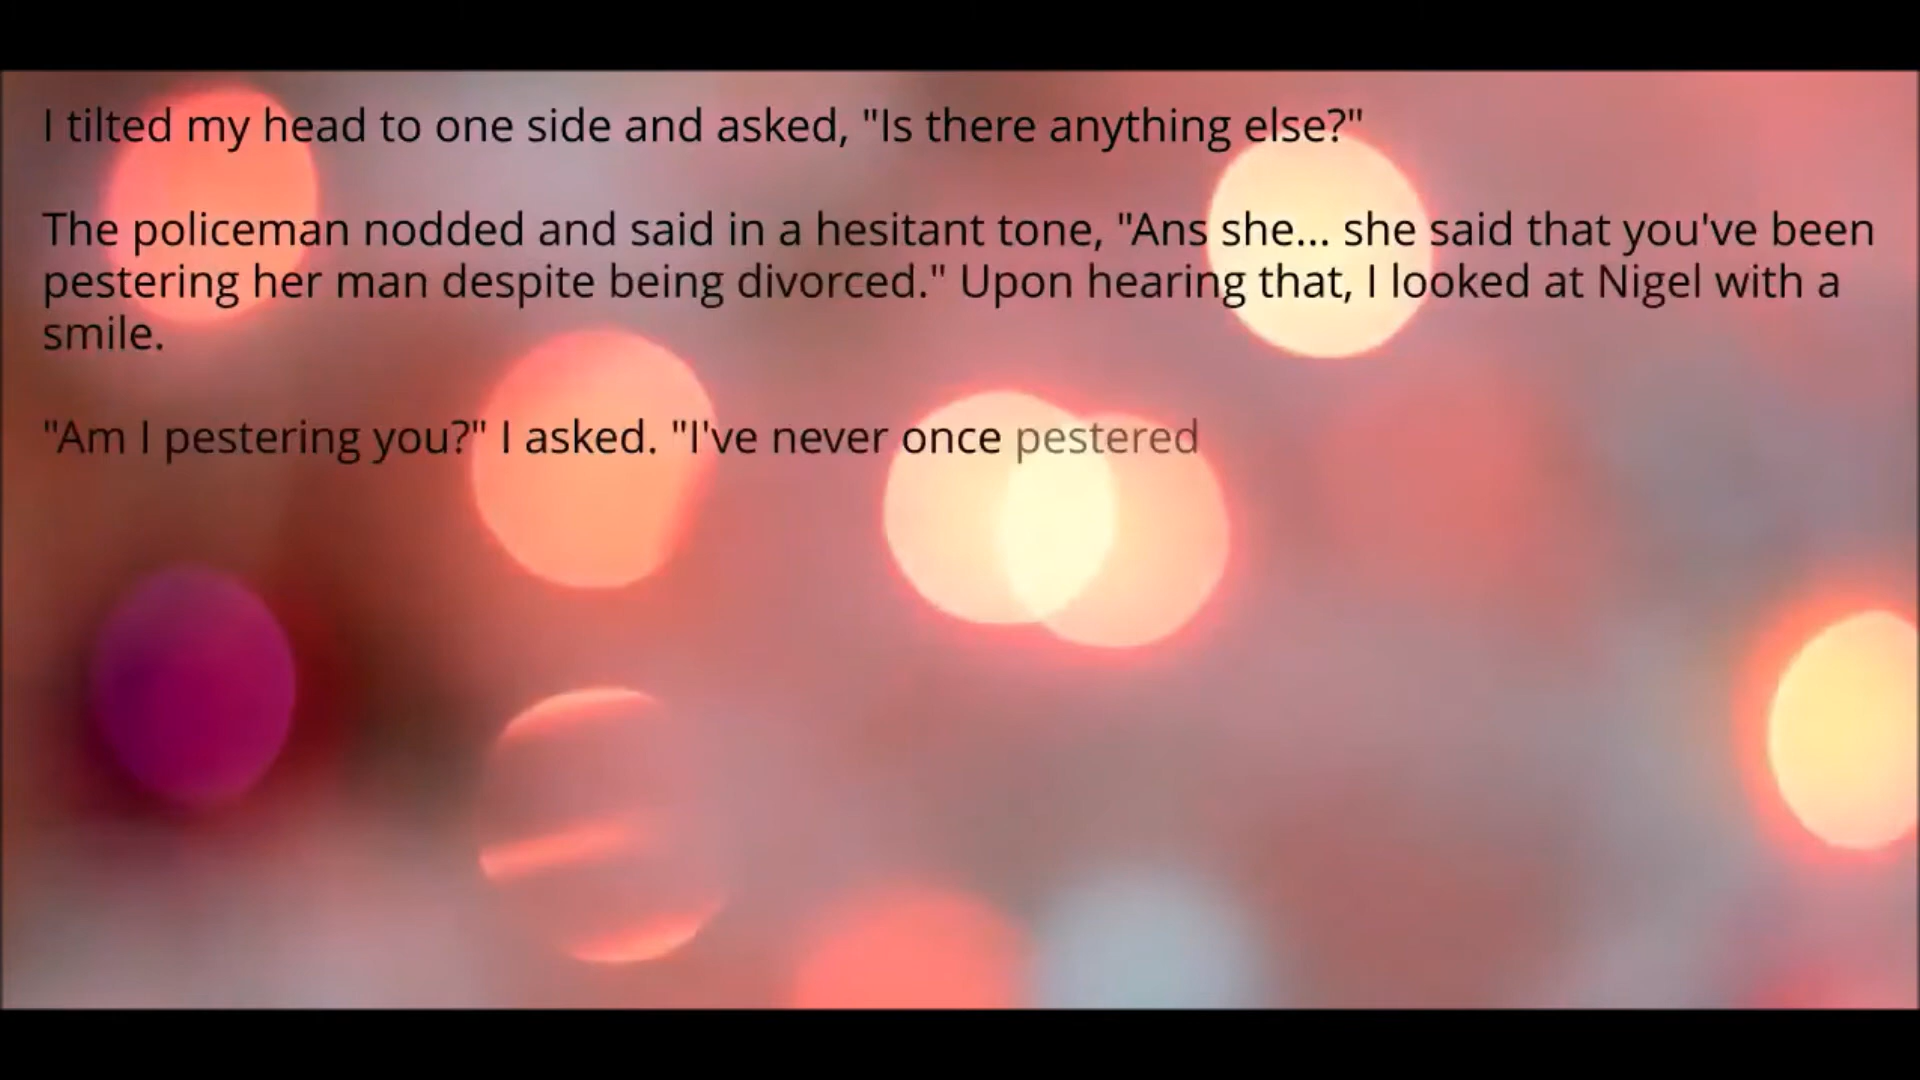 I tilted my head to one side and asked, "Is there anything else?"
The policeman nodded and said in a hesitant tone, "Ans she... she said that you've been
pestering her man despite being divorced." Upon hearing that, I looked at Nigel with a
smile.
"Am I pestering you?" I asked. "I've never once pestered